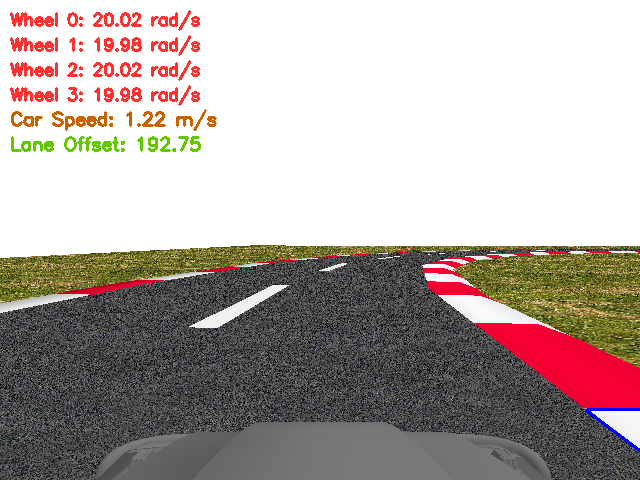 Wheel 0: 20.02 rad/s
Wheel 1: 19.98 rad/s
Wheel 2: 20.02 rad/s
Wheel 3: 19.98 rad/s
Car Speed: 1.22 m/s
Lane Offset: 192.75